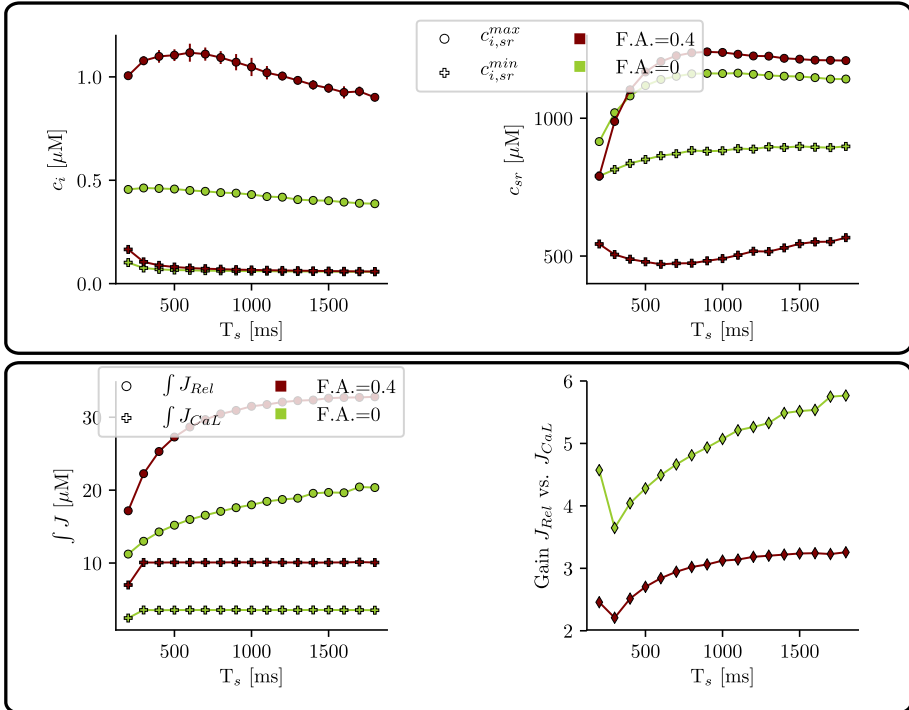 1.0
0.5
0.0
c_i [μM]
500 1000 1500
T_s [ms]
c_{i,sr}^{max}
c_{i,sr}^{min}
F.A.=0.4
F.A.=0
1000
500
c_{sr} [μM]
500 1000 1500
T_s [ms]
∫ J_{Rel}
∫ J_{CaL}
F.A.=0.4
F.A.=0
30
20
10
∫ J [μM]
500 1000 1500
T_s [ms]
6
5
4
3
2
Gain J_{Rel} vs. J_{CaL}
500 1000 1500
T_s [ms]